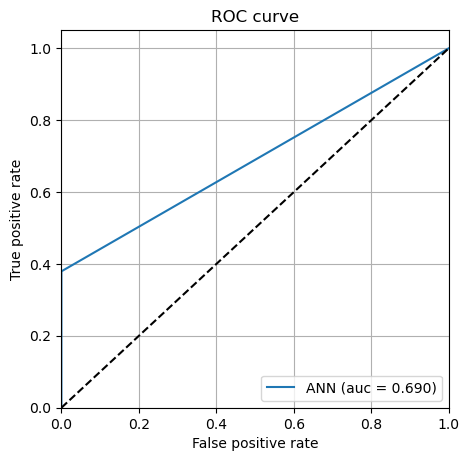 ROC curve
True positive rate
1.0
0.8
0.6
0.4
0.2
0.0
0.0 0.2 0.4 0.6 0.8 1.0
False positive rate
ANN (auc = 0.690)